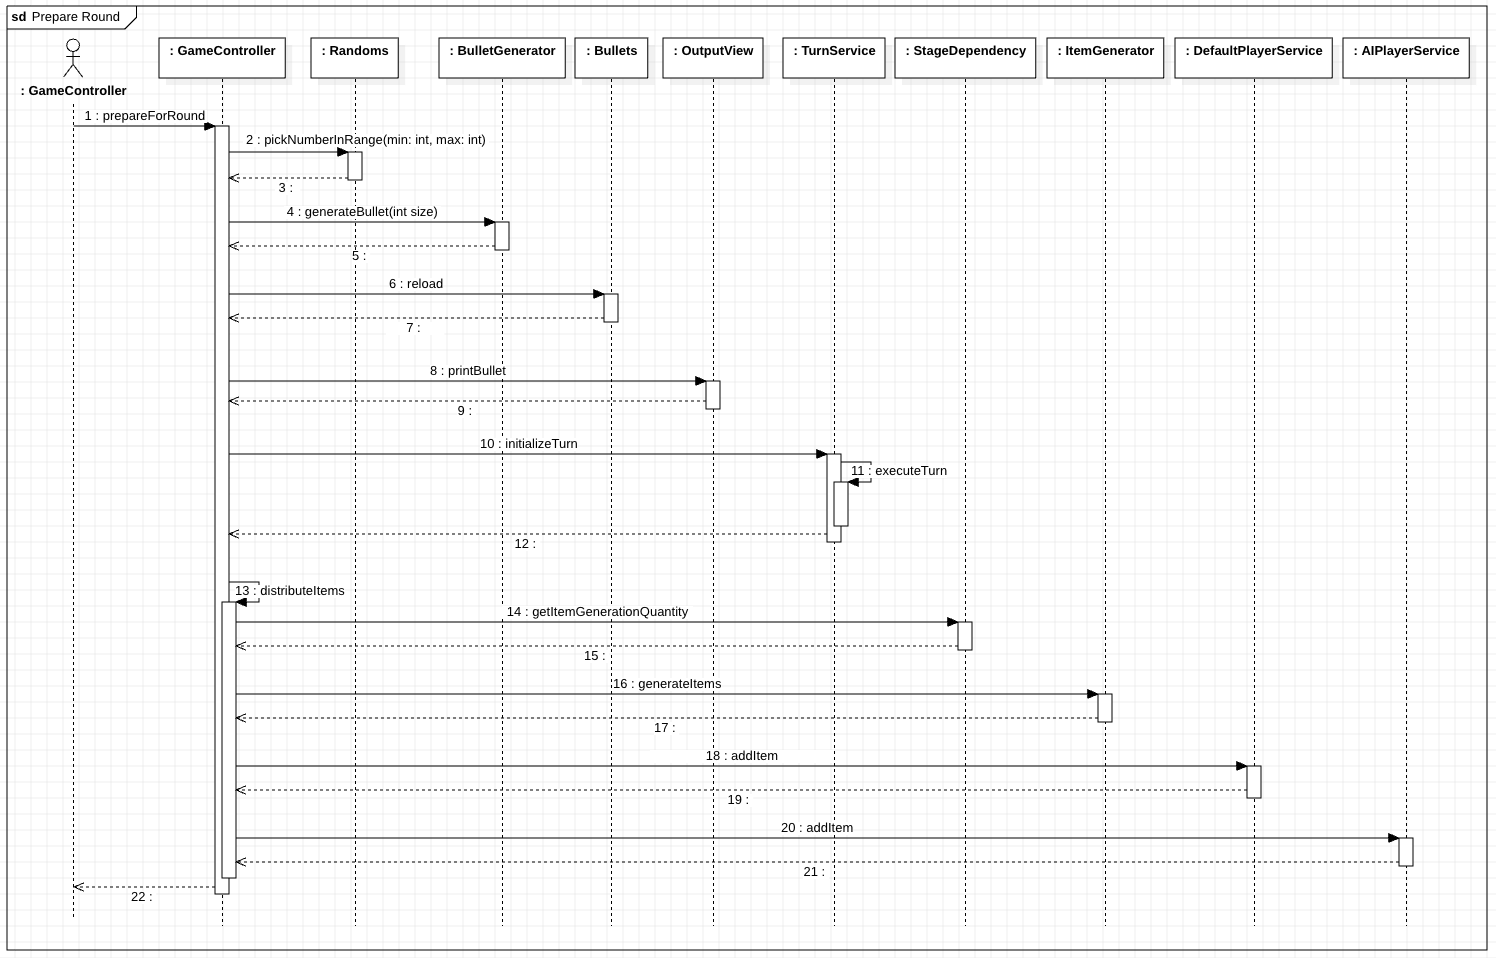 sd Prepare Round
: GameController
: Randoms
: BulletGenerator
: Bullets
: OutputView
: TurnService
: StageDependency
: ItemGenerator
: DefaultPlayerService
: AIPlayerService
: GameController
1 : prepareForRound
2 : pickNumberInRange(min: int, max: int)
3 :
4 : generateBullet(int size)
5 :
6 : reload
7 :
8 : printBullet
9 :
10 : initializeTurn
11 : executeTurn
12 :
13 : distributeItems
14 : getItemGenerationQuantity
15 :
16 : generateItems
17 :
18 : addItem
19 :
20 : addItem
21 :
22 :